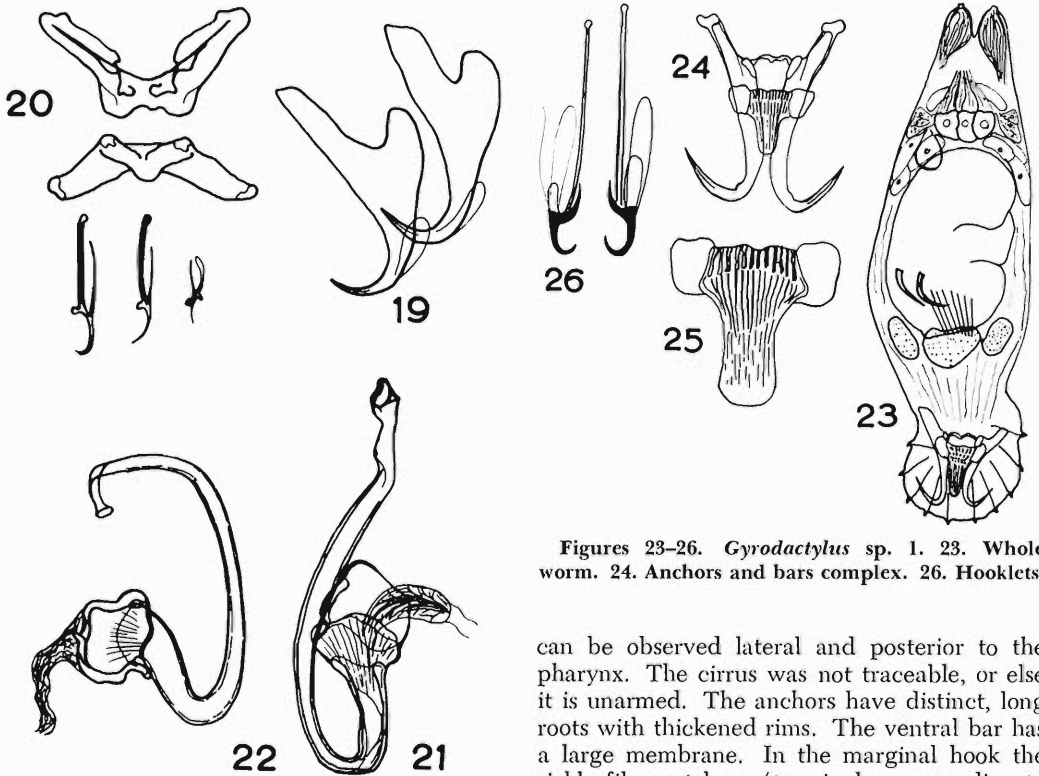 20
19
24
26
25
23
22
21
Figures 23–26. Gyrodactylus sp. 1. 23. Whole
worm. 24. Anchors and bars complex. 26. Hooklets
can be observed lateral and posterior to the
pharynx. The cirrus was not traceable, or else
it is unarmed. The anchors have distinct, long
roots with thickened rims. The ventral bar has
a large membrane. In the marginal hook the